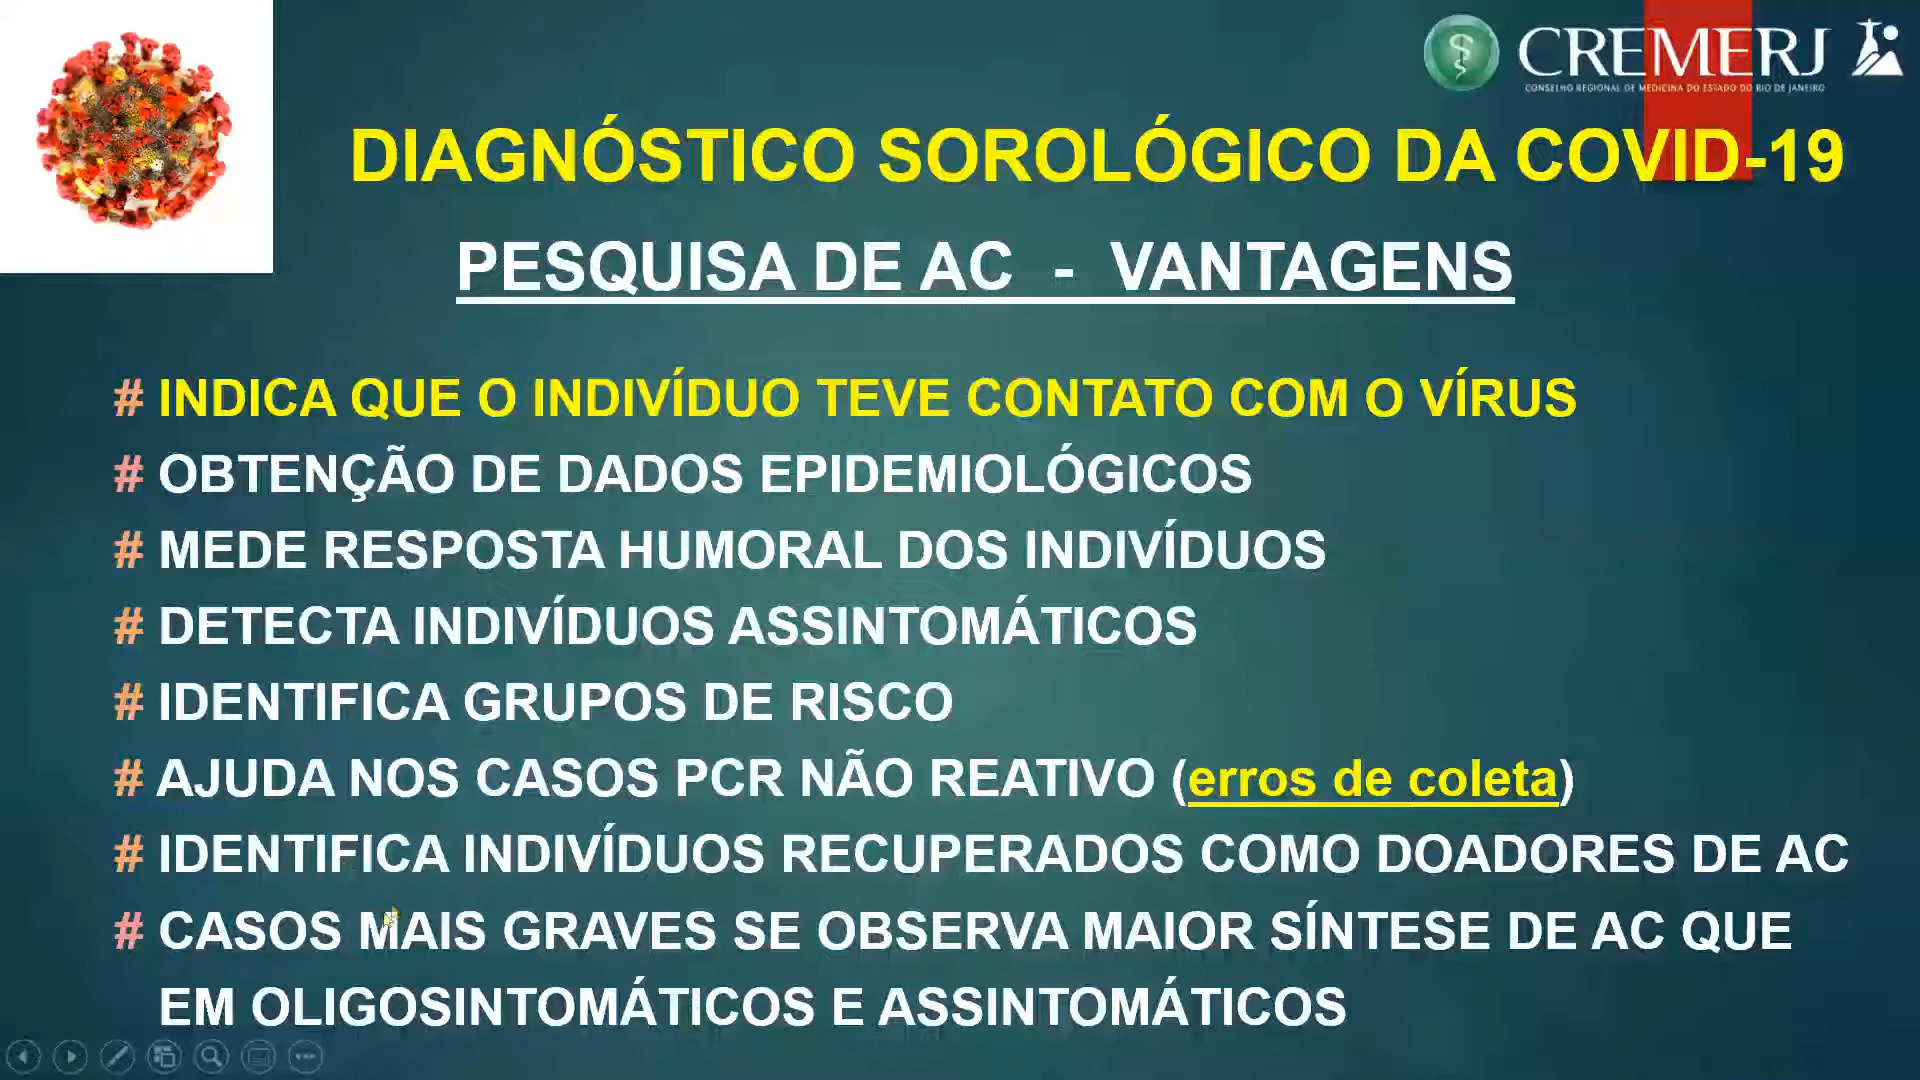 CREMERJ
CONSELHO REGIONAL DE MEDICINA DO ESTADO DO RIO DE JANEIRO
DIAGNÓSTICO SOROLÓGICO DA COVID-19
PESQUISA DE AC - VANTAGENS
# INDICA QUE O INDIVÍDUO TEVE CONTATO COM O VÍRUS
# OBTENÇÃO DE DADOS EPIDEMIOLÓGICOS
# MEDE RESPOSTA HUMORAL DOS INDIVÍDUOS
# DETECTA INDIVÍDUOS ASSINTOMÁTICOS
# IDENTIFICA GRUPOS DE RISCO
# AJUDA NOS CASOS PCR NÃO REATIVO (erros de coleta)
# IDENTIFICA INDIVÍDUOS RECUPERADOS COMO DOADORES DE AC
# CASOS MAIS GRAVES SE OBSERVA MAIOR SÍNTESE DE AC QUE
EM OLIGOSINTOMÁTICOS E ASSINTOMÁTICOS